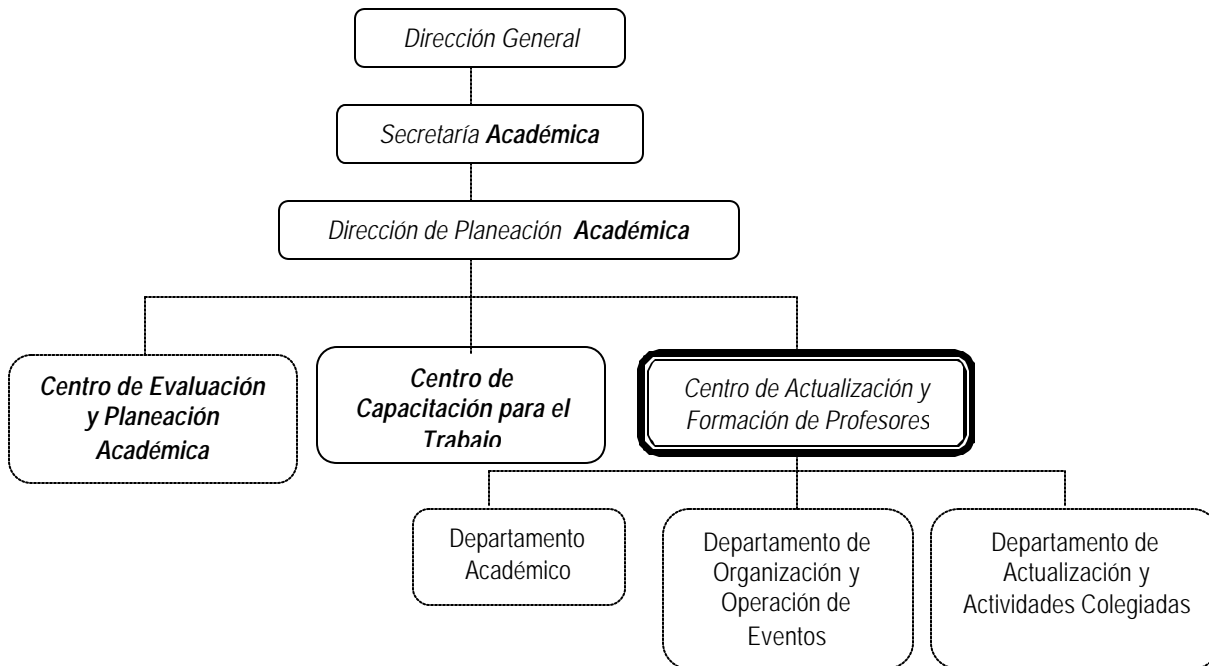 Dirección General
Secretaría Académica
Dirección de Planeación Académica
Centro de Evaluación
y Planeación
Académica
Centro de
Capacitación para el
Trabajo
Centro de Actualización y
Formación de Profesores
Departamento
Académico
Departamento de
Organización y
Operación de
Eventos
Departamento de
Actualización y
Actividades Colegiadas